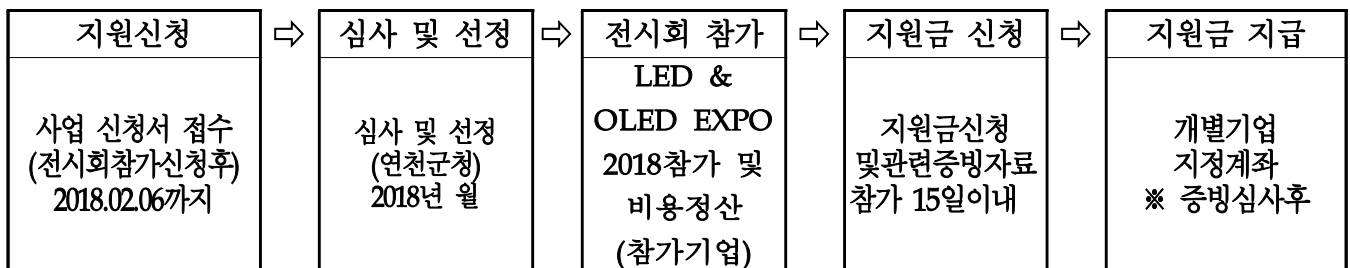 지원신청 ⇨ 심사 및 선정 ⇨ 전시회 참가 ⇨ 지원금 신청 ⇨ 지원금 지급
사업 신청서 접수
(전시회참가신청후)
2018.02.06까지
심사 및 선정
(연천군청)
2018년 월
LED &
OLED EXPO
2018참가 및
비용정산
(참가기업)
지원금신청
및관련증빙자료
참가 15일이내
개별기업
지정계좌
※ 증빙심사후